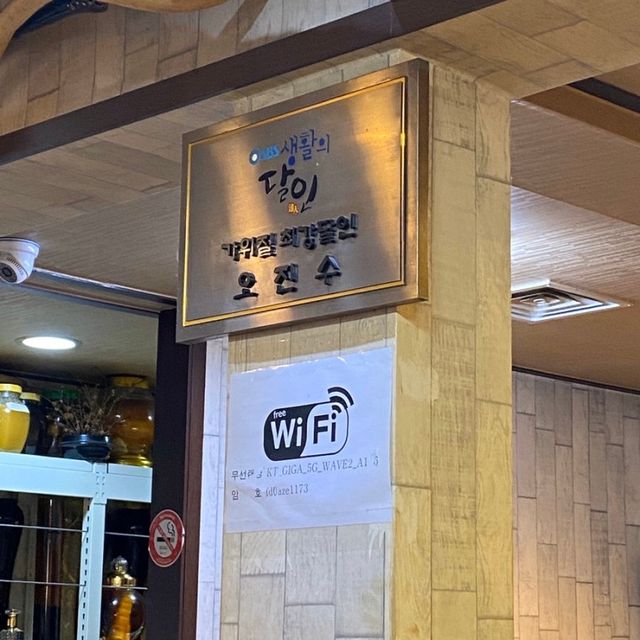 SBS 생활의
달인
가위질 최강달인
오진수
free
WiFi
무선랜 KT_GIGA_5G_WAVE2_A1
암 호